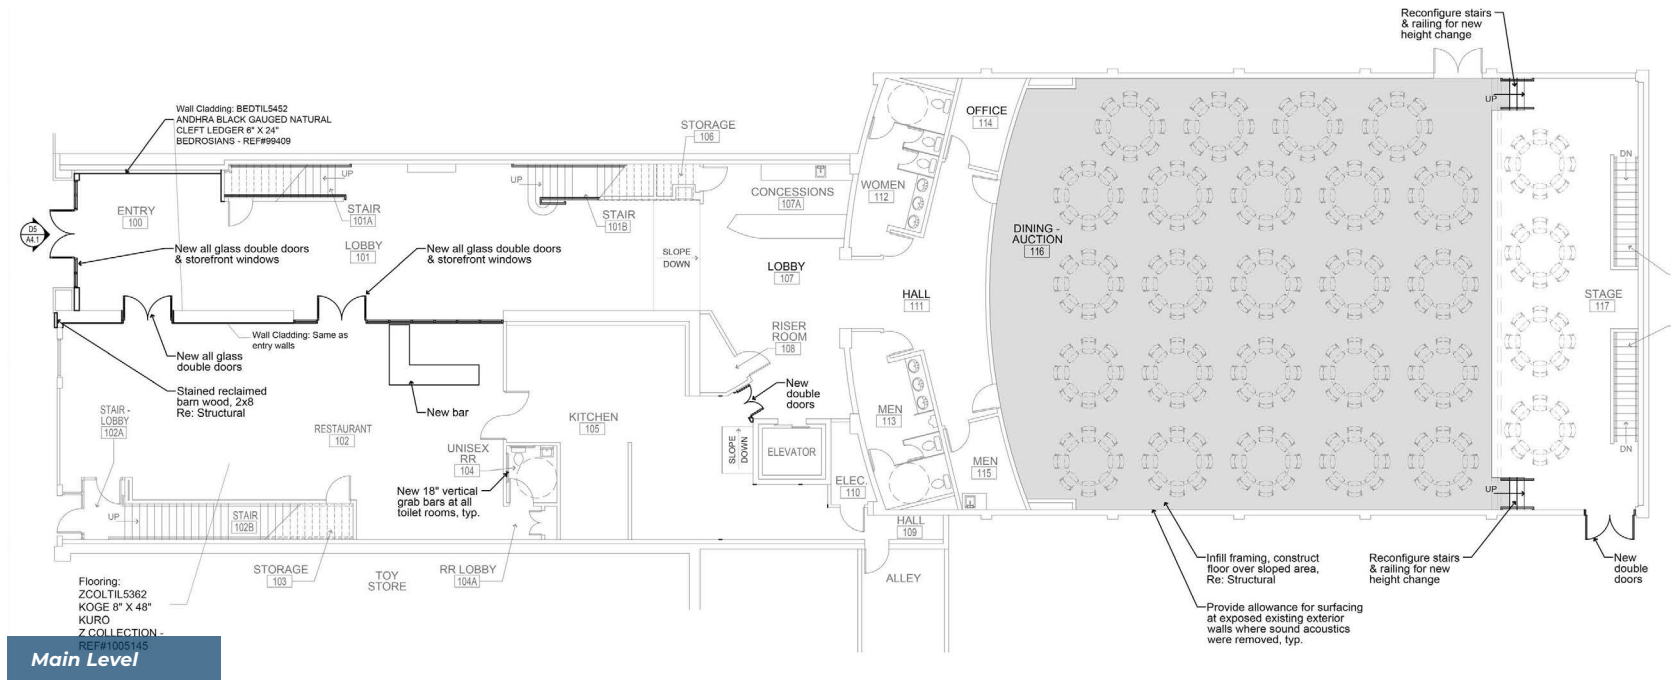 Reconfigure stairs
& railing for new
height change
Wall Cladding: BEDTIL5452
ANDHRA BLACK GAUGED NATURAL
CLEFT LEDGER 6" X 24"
BEDROSIANS - REF#99409
UP
STORAGE
106
OFFICE
114
UP
UP
CONCESSIONS
107A
WOMEN
112
DN
ENTRY
100
STAIR
101A
STAIR
101B
D5
A4.1
New all glass double doors
& storefront windows
LOBBY
101
New all glass double doors
& storefront windows
SLOPE
DOWN
LOBBY
107
DINING -
AUCTION
116
HALL
111
STAGE
117
Wall Cladding: Same as
entry walls
RISER
ROOM
108
New all glass
double doors
Stained reclaimed
barn wood, 2x8
Re: Structural
New
double
doors
New bar
STAIR -
LOBBY
102A
RESTAURANT
102
KITCHEN
105
MEN
113
UNISEX
RR
104
SLOPE
DOWN
ELEVATOR
DN
MEN
115
New 18" vertical
grab bars at all
toilet rooms, typ.
ELEC.
110
UP
UP
STAIR
102B
HALL
109
STORAGE
103
TOY
STORE
RR LOBBY
104A
ALLEY
Infill framing, construct
floor over sloped area,
Re: Structural
Reconfigure stairs
& railing for new
height change
New
double
doors
Flooring:
ZCOLTIL5362
KOGE 8" X 48"
KURO
Z COLLECTION -
REF#1005145
Provide allowance for surfacing
at exposed existing exterior
walls where sound acoustics
were removed, typ.
Main Level